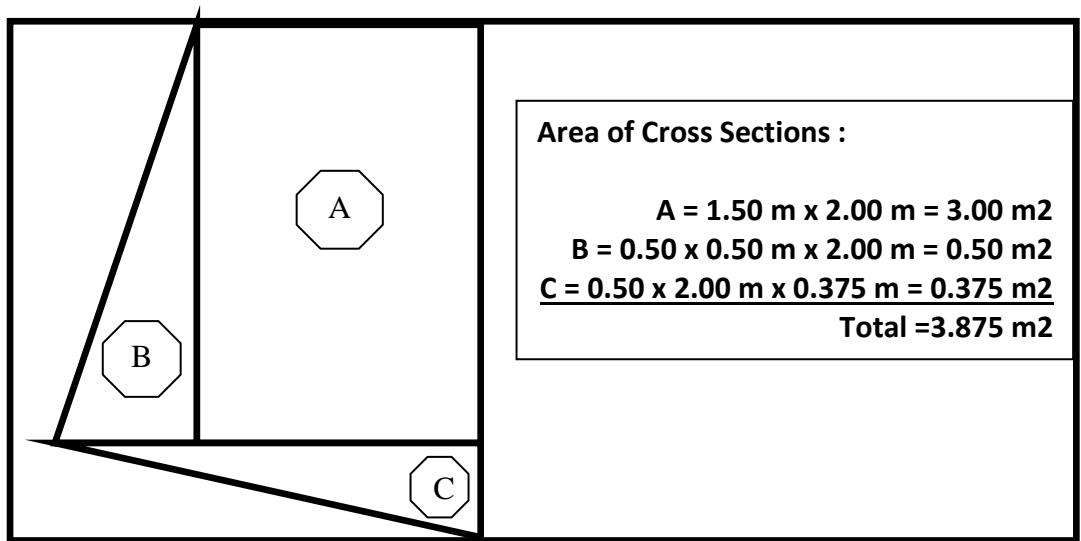 A
B
C
Area of Cross Sections :
A = 1.50 m x 2.00 m = 3.00 m2
B = 0.50 x 0.50 m x 2.00 m = 0.50 m2
C = 0.50 x 2.00 m x 0.375 m = 0.375 m2
Total =3.875 m2